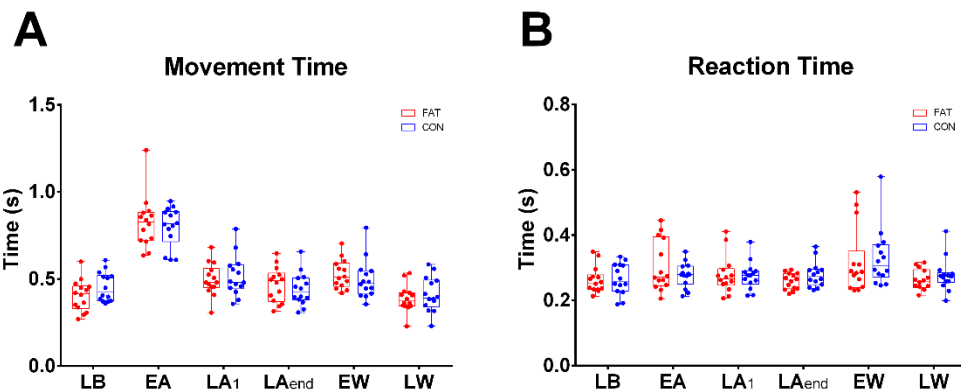 A
Movement Time
FAT
CON
Time (s)
1.5
1.0
0.5
0.0
LB EA LA1 LAend EW LW
B
Reaction Time
FAT
CON
Time (s)
0.8
0.6
0.4
0.2
0.0
LB EA LA1 LAend EW LW